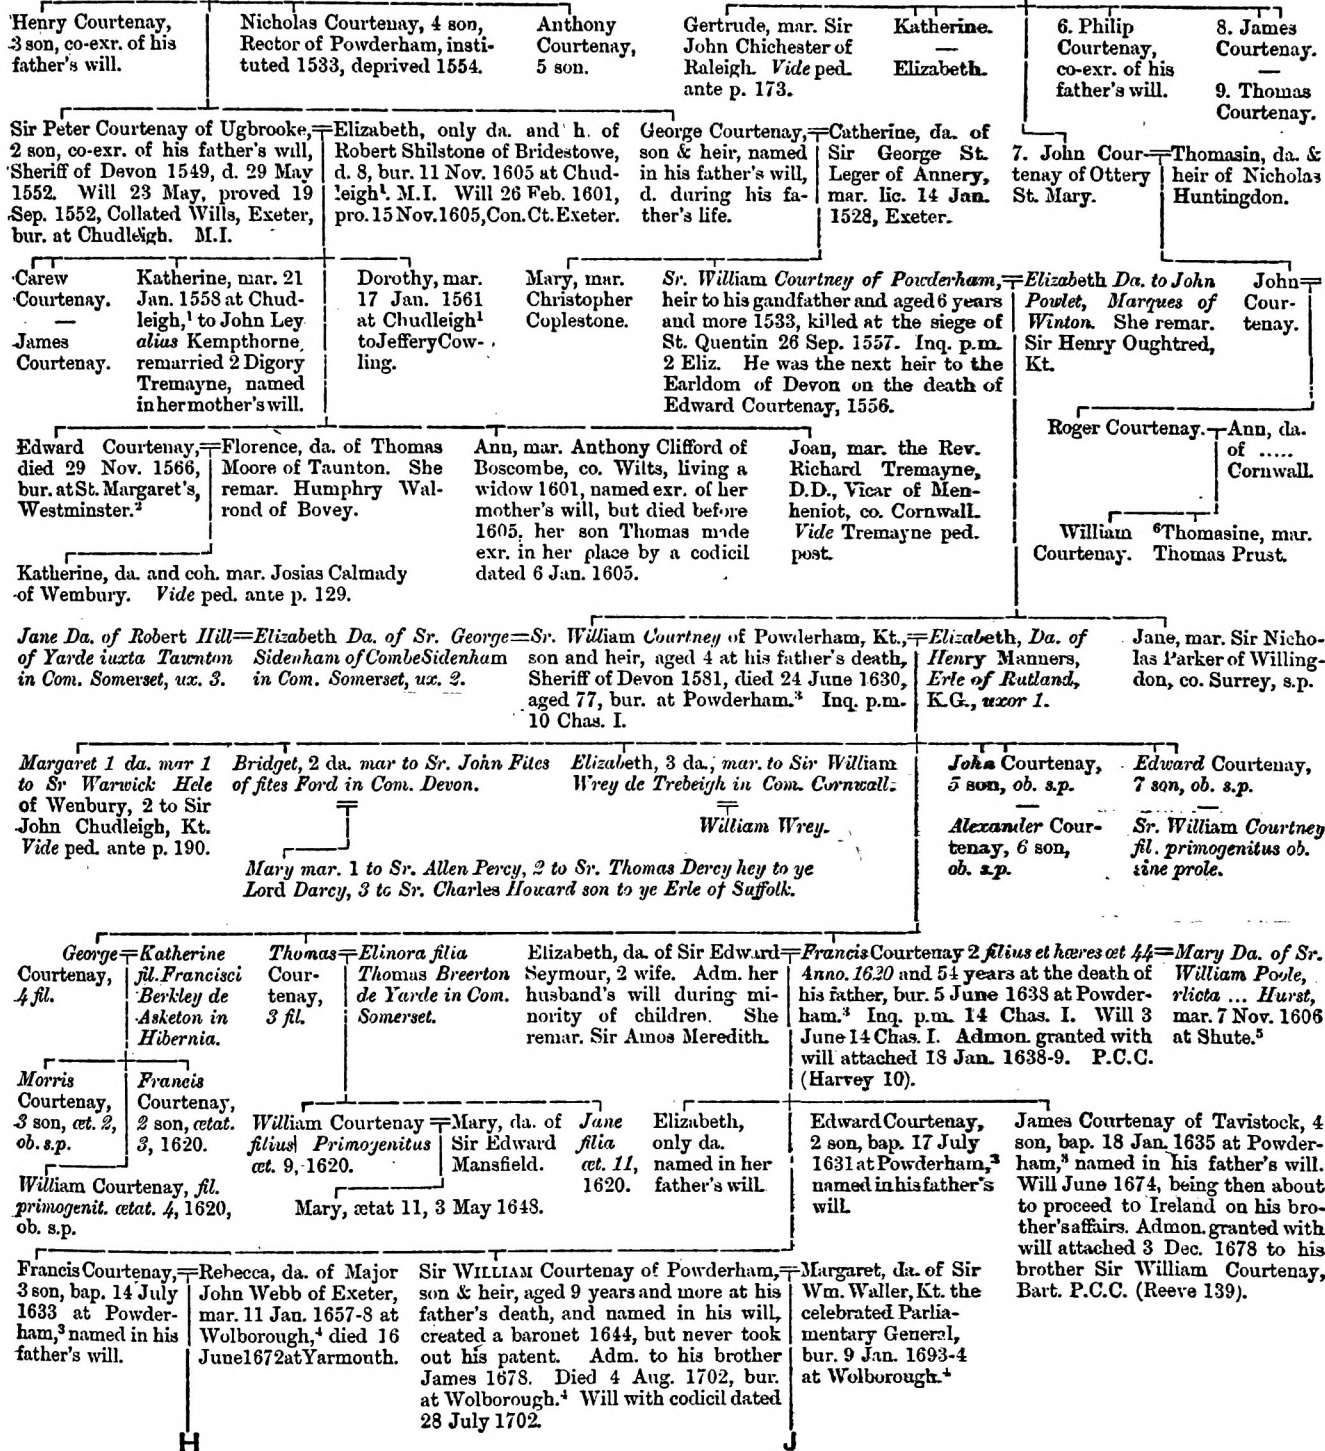 Henry Courtenay,
3 son, co-exr. of his
father's will.
Nicholas Courtenay, 4 son,
Rector of Powderham, insti-
tuted 1533, deprived 1554.
Anthony
Courtenay,
5 son.
Gertrude, mar. Sir
John Chichester of
Raleigh. Vide ped.
ante p. 173.
Katherine.
—
Elizabeth.
6. Philip
Courtenay,
co-exr. of his
father's will.
8. James
Courtenay.
—
9. Thomas
Courtenay.
Sir Peter Courtenay of Ugbrooke,
2 son, co-exr. of his father's will,
Sheriff of Devon 1549, d. 29 May
1552. Will 23 May, proved 19
Sep. 1552, Collated Wills, Exeter,
bur. at Chudleigh. M.I.
Elizabeth, only da. and h. of
Robert Shilstone of Bridestowe,
d. 8, bur. 11 Nov. 1605 at Chud-
leigh¹. M.I. Will 26 Feb. 1601,
pro. 15 Nov. 1605, Con. Ct. Exeter.
George Courtenay,
son & heir, named
in his father's will,
d. during his fa-
ther's life.
Catherine, da. of
Sir George St.
Leger of Annery,
mar. lic. 14 Jan.
1528, Exeter.
7. John Cour-
tenay of Ottery
St. Mary.
Thomasin, da. &
heir of Nicholas
Huntingdon.
Carew
Courtenay.
—
James
Courtenay.
Katherine, mar. 21
Jan. 1558 at Chud-
leigh,¹ to John Ley
alias Kempthorne,
remarried 2 Digory
Tremayne, named
in her mother's will.
Dorothy, mar.
17 Jan. 1561
at Chudleigh¹
to Jeffery Cow-
ling.
Mary, mar.
Christopher
Coplestone.
Sr. William Courtney of Powderham,
heir to his gandfather and aged 6 years
and more 1533, killed at the siege of
St. Quentin 26 Sep. 1557. Inq. p.m.
2 Eliz. He was the next heir to the
Earldom of Devon on the death of
Edward Courtenay, 1556.
Elizabeth Da. to John
Powlet, Marques of
Winton. She remar.
Sir Henry Oughtred,
Kt.
John
Cour-
tenay.
Roger Courtenay.
Ann, da.
of .....
Cornwall.
Edward Courtenay,
died 29 Nov. 1566,
bur. at St. Margaret's,
Westminster.²
Florence, da. of Thomas
Moore of Taunton. She
remar. Humphry Wal-
rond of Bovey.
Ann, mar. Anthony Clifford of
Boscombe, co. Wilts, living a
widow 1601, named exr. of her
mother's will, but died before
1605, her son Thomas made
exr. in her place by a codicil
dated 6 Jan. 1605.
Joan, mar. the Rev.
Richard Tremayne,
D.D., Vicar of Men-
heniot, co. Cornwall.
Vide Tremayne ped.
post.
William
Courtenay.
⁶Thomasine, mar.
Thomas Prust.
Katherine, da. and coh. mar. Josias Calmady
of Wembury. Vide ped. ante p. 129.
Jane Da. of Robert Hill
of Yarde iuxta Tawnton
in Com. Somerset, ux. 3.
Elizabeth Da. of Sr. George
Sidenham of Combe Sidenham
in Com. Somerset, ux. 2.
Sr. William Courtney of Powderham, Kt.,
son and heir, aged 4 at his father's death,
Sheriff of Devon 1581, died 24 June 1630,
aged 77, bur. at Powderham.³ Inq. p.m.
10 Chas. I.
Elizabeth, Da. of
Henry Manners,
Erle of Rutland,
K.G., uxor 1.
Jane, mar. Sir Nicho-
las Parker of Willing-
don, co. Surrey, s.p.
Margaret 1 da. mar 1
to Sr Warwick Hele
of Wenbury, 2 to Sir
John Chudleigh, Kt.
Vide ped. ante p. 190.
Bridget, 2 da. mar to Sr. John Fites
of fites Ford in Com. Devon.
Elizabeth, 3 da., mar. to Sir William
Wrey de Trebeigh in Com. Cornwall.
William Wrey.
John Courtenay,
5 son, ob. s.p.
—
Alexander Cour-
tenay, 6 son,
ob. s.p.
Edward Courtenay,
7 son, ob. s.p.
—
Sr. William Courtney
fil. primogenitus ob.
sine prole.
Mary mar. 1 to Sr. Allen Percy, 2 to Sr. Thomas Dercy hey to ye
Lord Darcy, 3 to Sr. Charles Howard son to ye Erle of Suffolk.
George
Courtenay,
4 fil.
Katherine
fil. Francisci
Berkley de
Asketon in
Hibernia.
Thomas
Cour-
tenay,
3 fil.
Elinora filia
Thomas Breerton
de Yarde in Com.
Somerset.
Elizabeth, da. of Sir Edward
Seymour, 2 wife. Adm. her
husband's will during mi-
nority of children. She
remar. Sir Amos Meredith.
Francis Courtenay 2 filius et hæres æt 44
Anno. 1620 and 54 years at the death of
his father, bur. 5 June 1638 at Powder-
ham.³ Inq. p.m. 14 Chas. I. Will 3
June 14 Chas. I. Admon. granted with
will attached 18 Jan. 1638-9. P.C.C.
(Harvey 10).
Mary Da. of Sr.
William Poole,
rlicta ... Hurst,
mar. 7 Nov. 1606
at Shute.⁵
Morris
Courtenay,
3 son, æt. 2,
ob. s.p.
Francis
Courtenay,
2 son, ætat.
3, 1620.
William Courtenay
filius Primogenitus
æt. 9, 1620.
Mary, da. of
Sir Edward
Mansfield.
Jane
filia
æt. 11,
1620.
Elizabeth,
only da.
named in her
father's will.
Edward Courtenay,
2 son, bap. 17 July
1631 at Powderham,³
named in his father's
will.
James Courtenay of Tavistock, 4
son, bap. 18 Jan. 1635 at Powder-
ham,³ named in his father's will.
Will June 1674, being then about
to proceed to Ireland on his bro-
ther's affairs. Admon. granted with
will attached 3 Dec. 1678 to his
brother Sir William Courtenay,
Bart. P.C.C. (Reeve 139).
William Courtenay, fil.
primogenit. ætat. 4, 1620,
ob. s.p.
Mary, ætat 11, 3 May 1648.
Francis Courtenay,
3 son, bap. 14 July
1633 at Powder-
ham,³ named in his
father's will.
Rebecca, da. of Major
John Webb of Exeter,
mar. 11 Jan. 1657-8 at
Wolborough,⁴ died 16
June 1672 at Yarmouth.
Sir WILLIAM Courtenay of Powderham,
son & heir, aged 9 years and more at his
father's death, and named in his will,
created a baronet 1644, but never took
out his patent. Adm. to his brother
James 1678. Died 4 Aug. 1702, bur.
at Wolborough.⁴ Will with codicil dated
28 July 1702.
Margaret, da. of Sir
Wm. Waller, Kt. the
celebrated Parlia-
mentary General,
bur. 9 Jan. 1693-4
at Wolborough.⁴
H
J